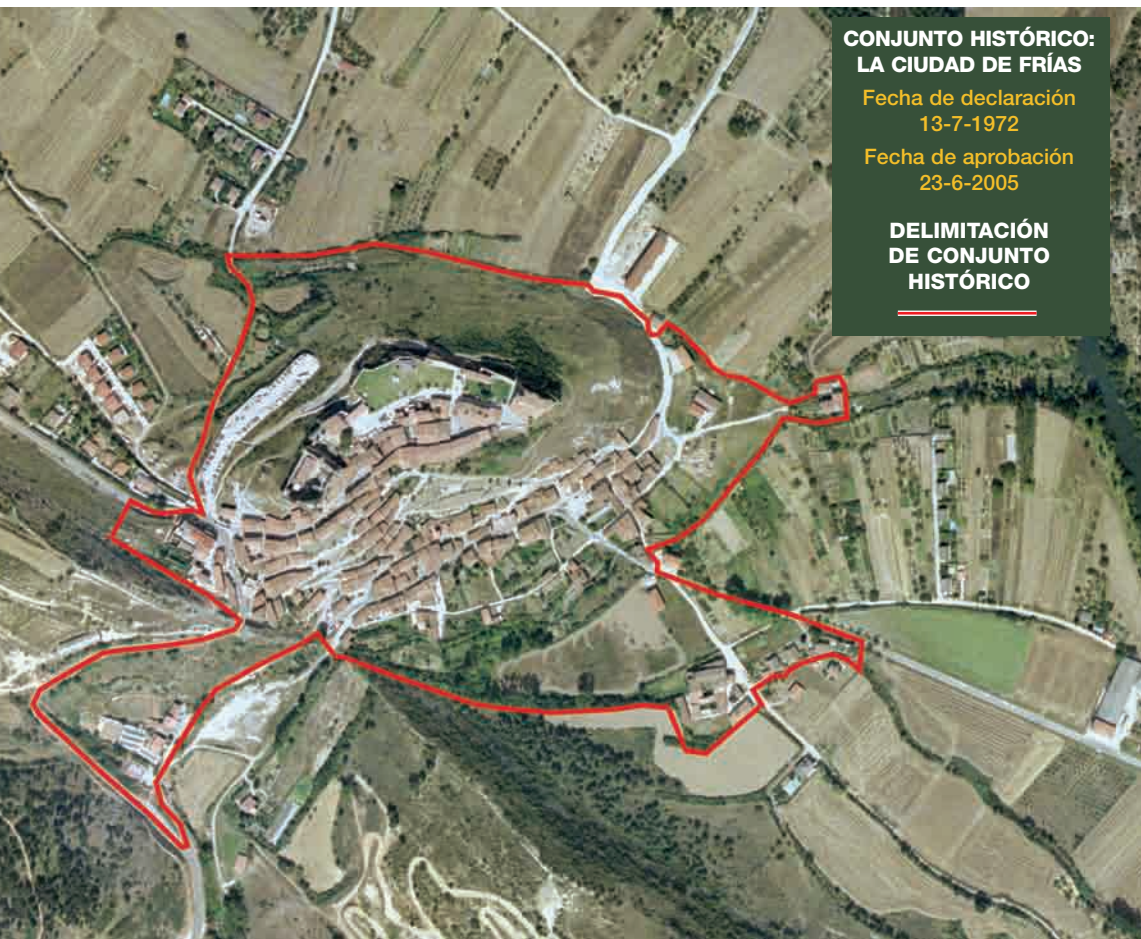 CONJUNTO HISTÓRICO:
LA CIUDAD DE FRÍAS
Fecha de declaración
13-7-1972
Fecha de aprobación
23-6-2005
DELIMITACIÓN
DE CONJUNTO
HISTÓRICO